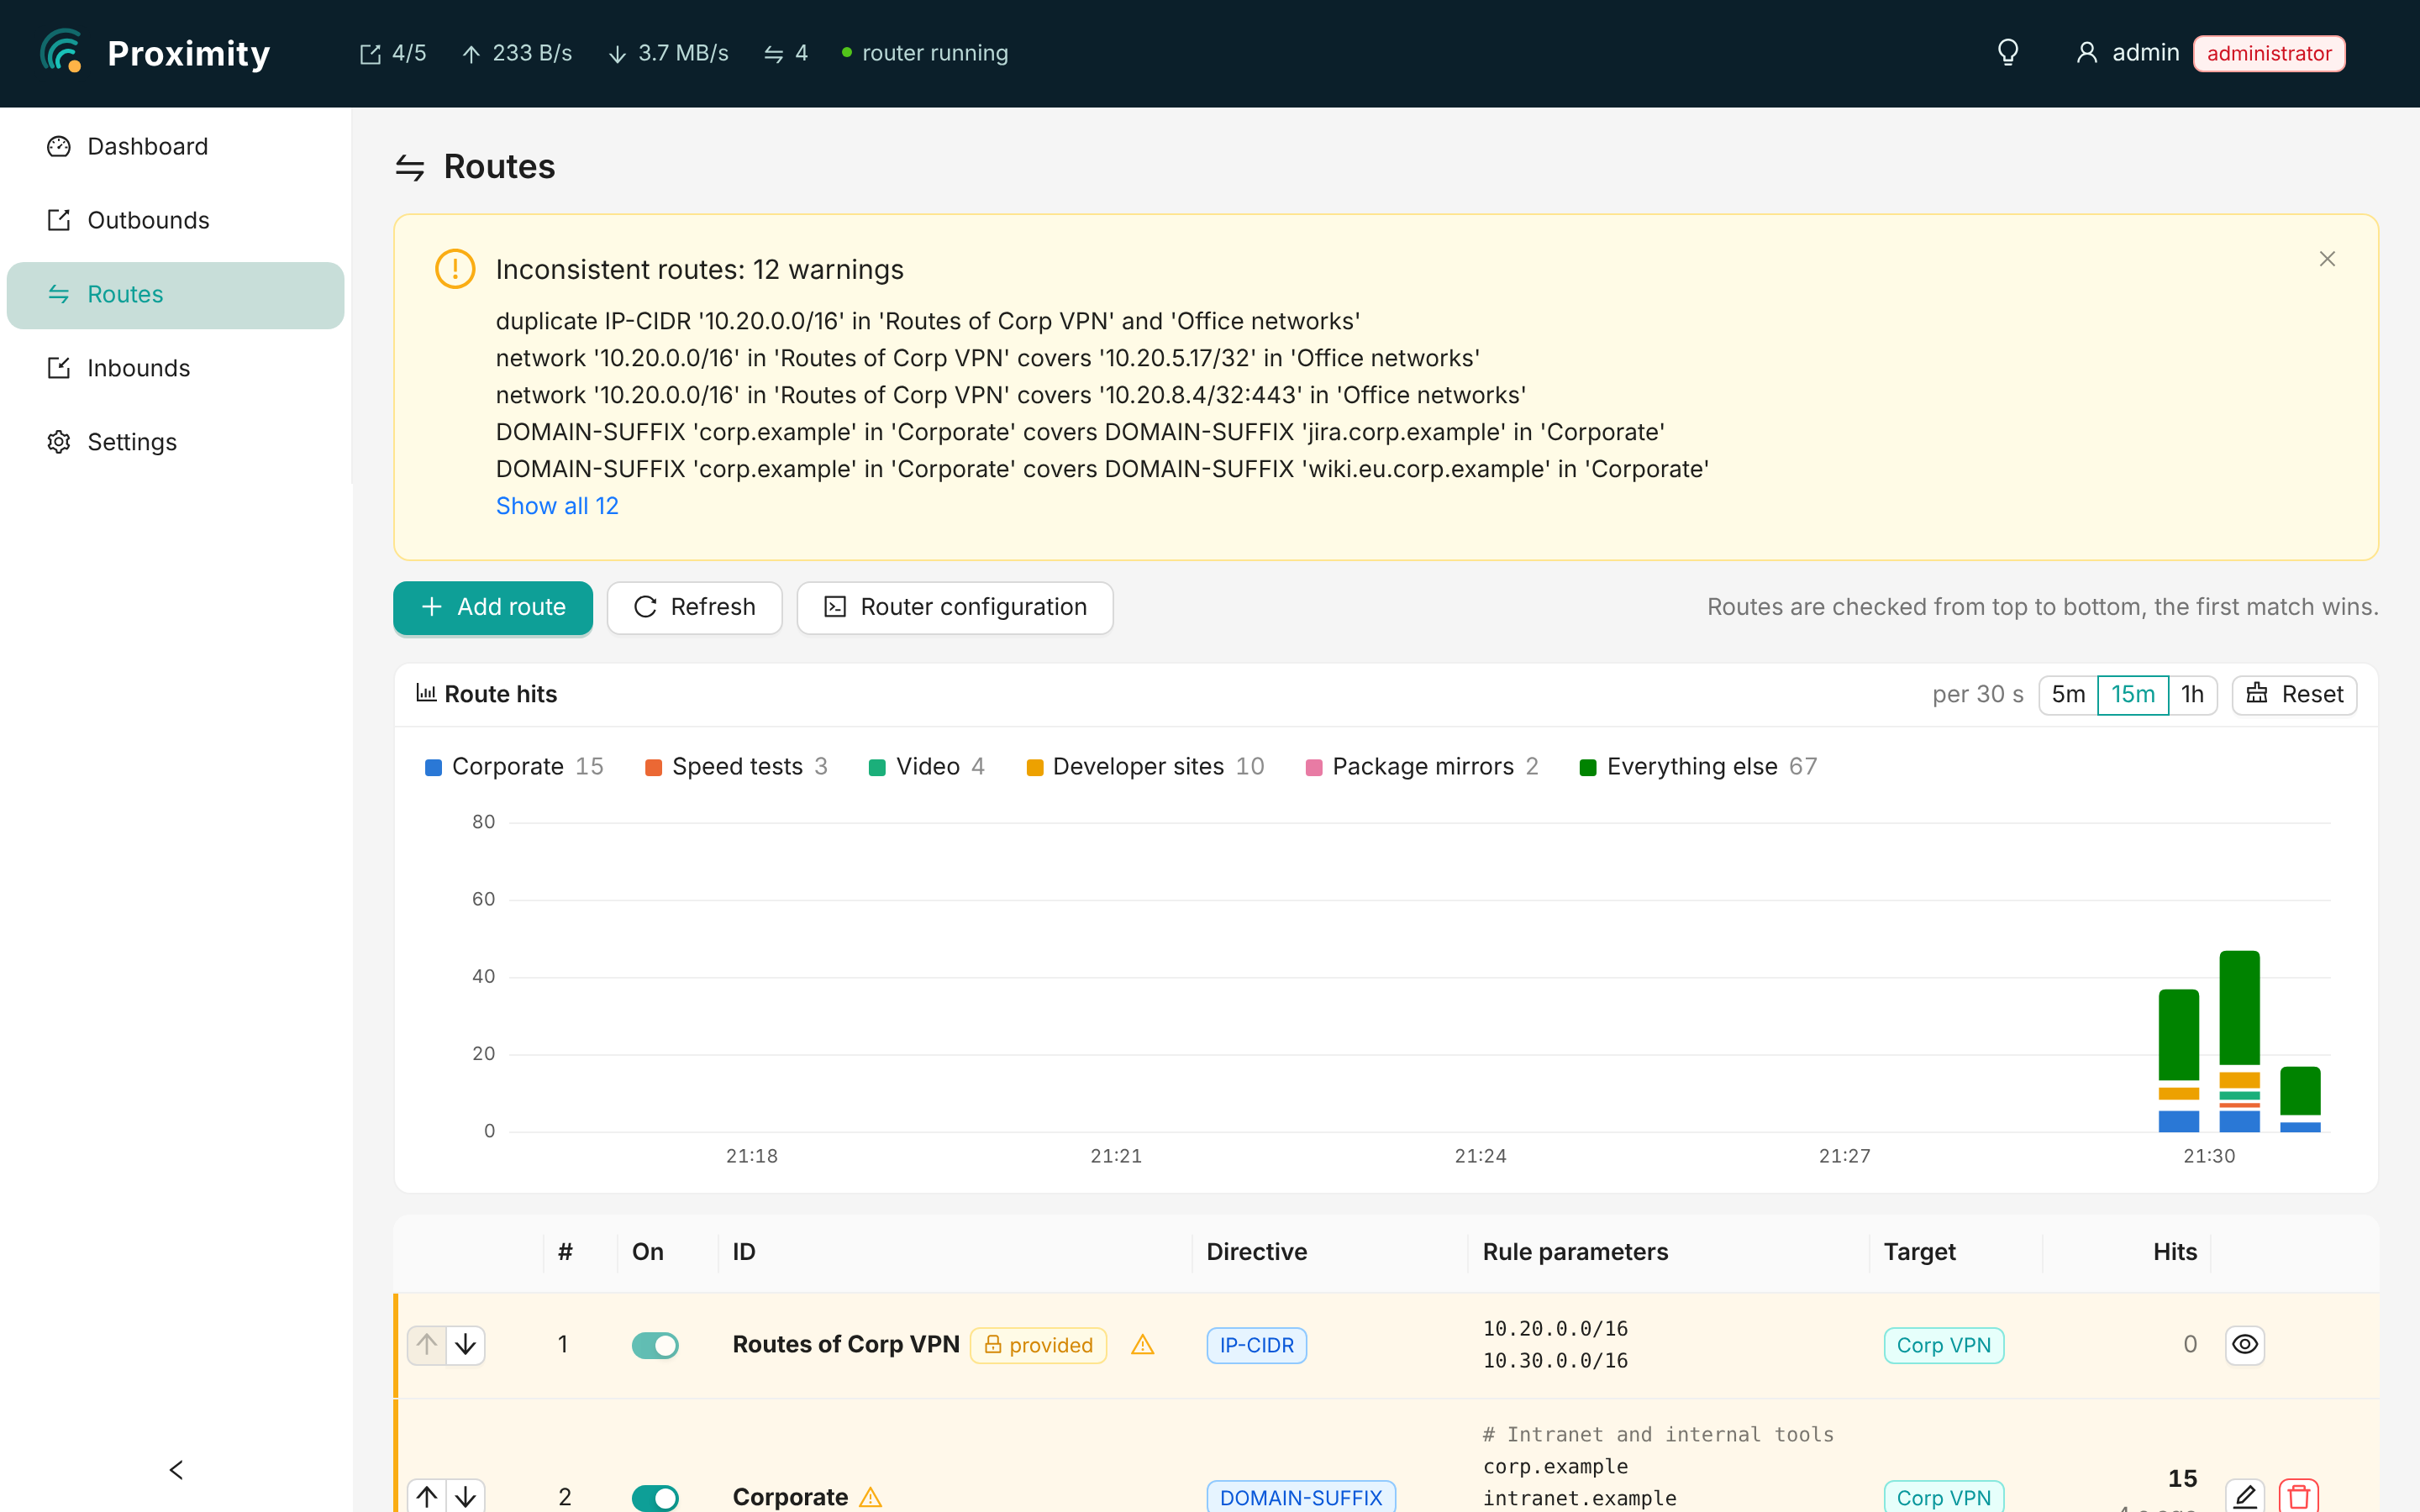 Proximity
4/5 233 B/s 3.7 MB/s 4 router running
admin administrator
Dashboard
Outbounds
Routes
Inbounds
Settings
Routes
Inconsistent routes: 12 warnings
duplicate IP-CIDR '10.20.0.0/16' in 'Routes of Corp VPN' and 'Office networks'
network '10.20.0.0/16' in 'Routes of Corp VPN' covers '10.20.5.17/32' in 'Office networks'
network '10.20.0.0/16' in 'Routes of Corp VPN' covers '10.20.8.4/32:443' in 'Office networks'
DOMAIN-SUFFIX 'corp.example' in 'Corporate' covers DOMAIN-SUFFIX 'jira.corp.example' in 'Corporate'
DOMAIN-SUFFIX 'corp.example' in 'Corporate' covers DOMAIN-SUFFIX 'wiki.eu.corp.example' in 'Corporate'
Show all 12
Add route Refresh Router configuration Routes are checked from top to bottom, the first match wins.
Route hits per 30 s 5m 15m 1h Reset
Corporate 15 Speed tests 3 Video 4 Developer sites 10 Package mirrors 2 Everything else 67
80
60
40
20
0
21:18 21:21 21:24 21:27 21:30
# On ID Directive Rule parameters Target Hits
1 Routes of Corp VPN provided IP-CIDR 10.20.0.0/16 Corp VPN 0
10.30.0.0/16
# Intranet and internal tools
corp.example
2 Corporate DOMAIN-SUFFIX intranet.example Corp VPN 15